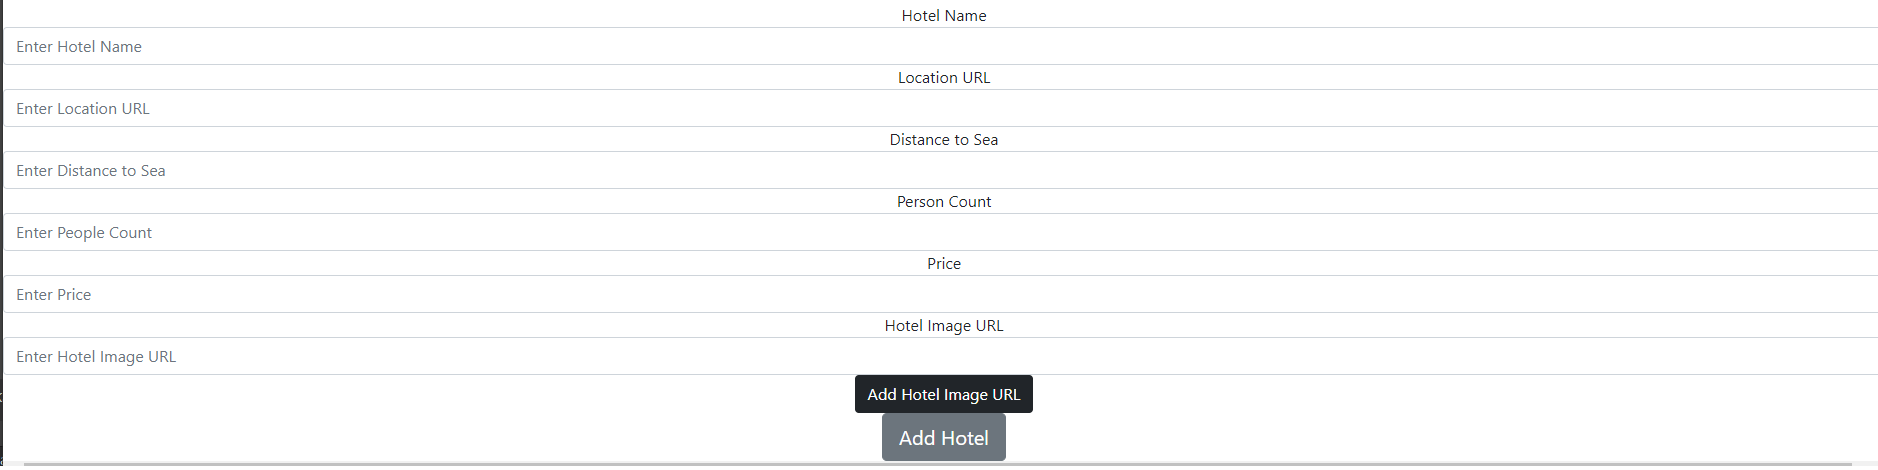 Hotel Name
Enter Hotel Name
Location URL
Enter Location URL
Distance to Sea
Enter Distance to Sea
Person Count
Enter People Count
Price
Enter Price
Hotel Image URL
Enter Hotel Image URL
Add Hotel Image URL
Add Hotel